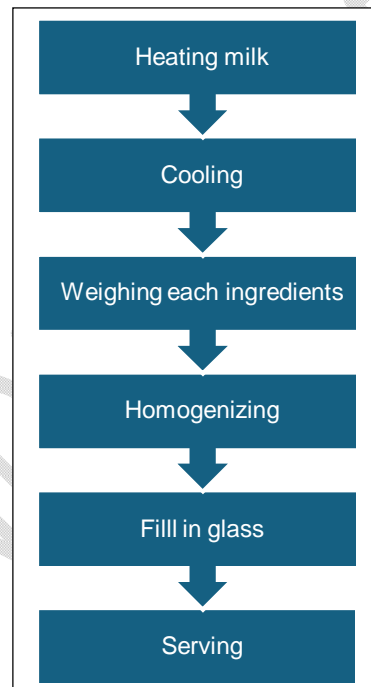 Heating milk
Cooling
Weighing each ingredients
Homogenizing
Filll in glass
Serving